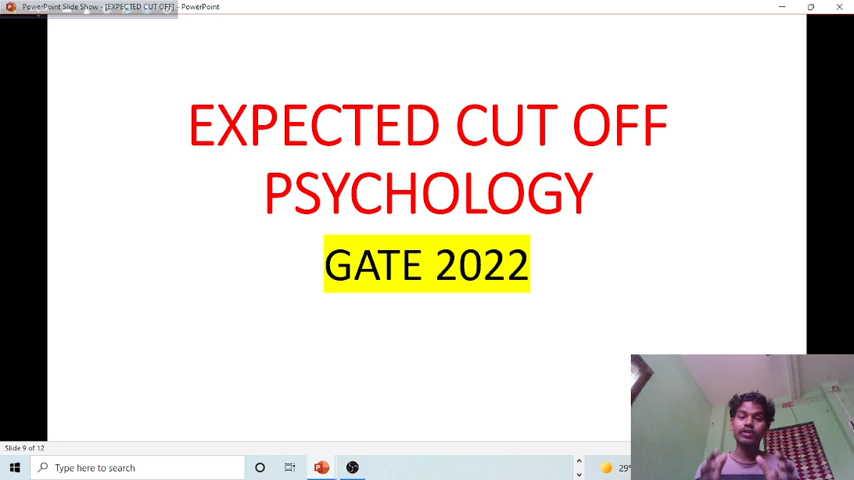 PowerPoint Slide Show - [EXPECTED CUT OFF] - PowerPoint
EXPECTED CUT OFF
PSYCHOLOGY
GATE 2022
Slide 9 of 12
Type here to search
29°